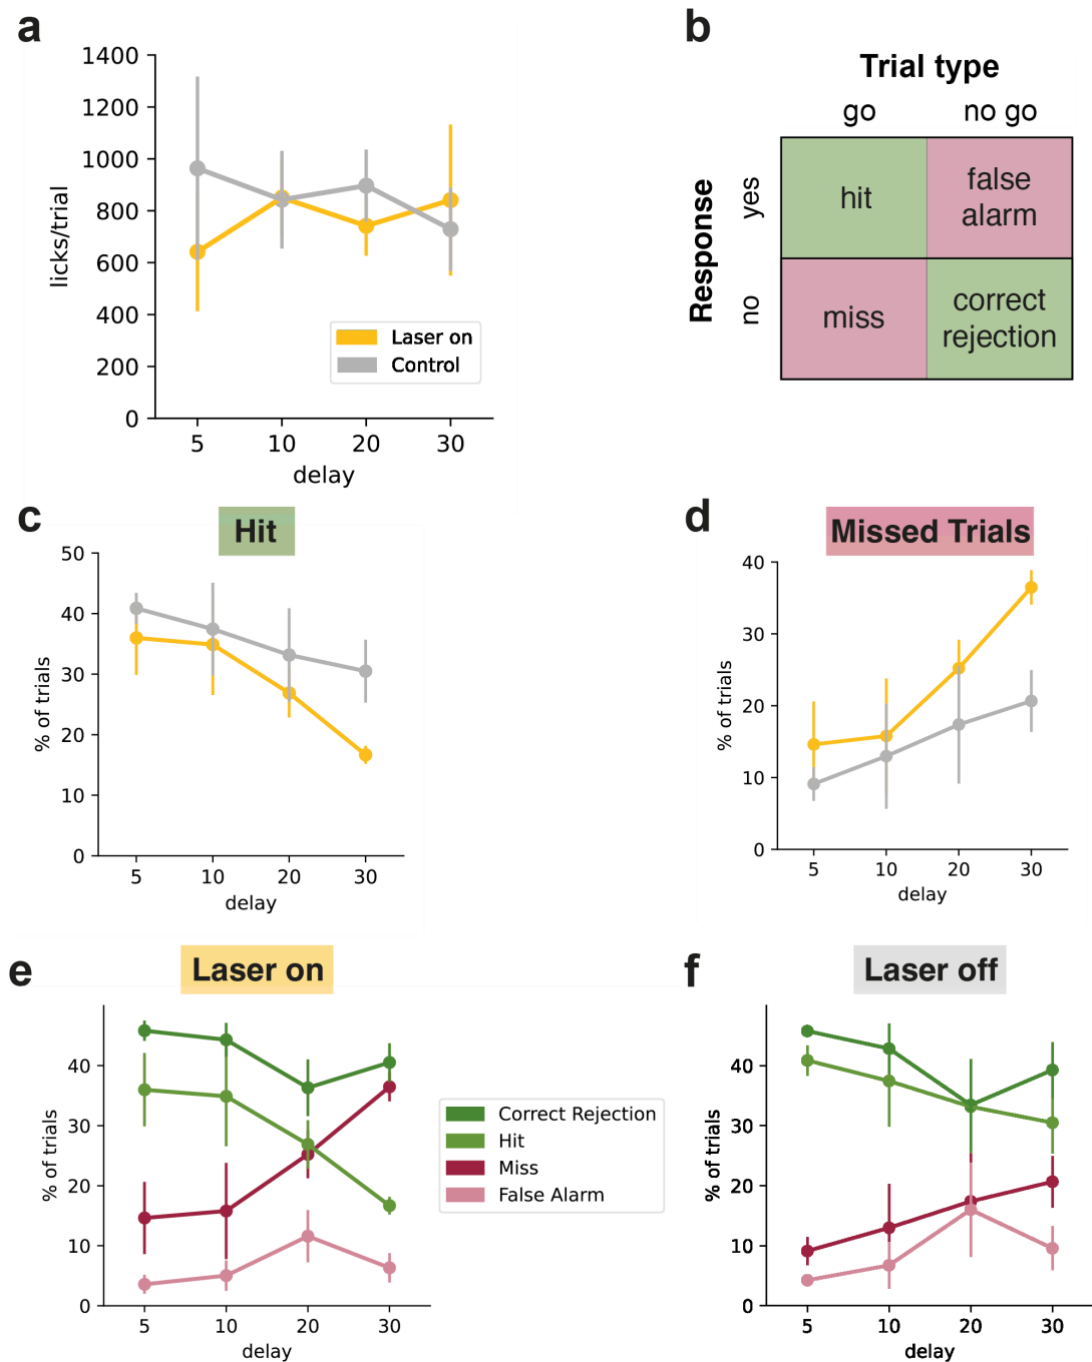 a
1400
1200
1000
800
600
400
200
0
licks/trial
5 10 20 30
delay
Laser on
Control
b
Trial type
go no go
Response
yes
no
hit
false
alarm
miss
correct
rejection
c
Hit
50
40
30
20
10
0
% of trials
5 10 20 30
delay
d
Missed Trials
40
30
20
10
0
% of trials
5 10 20 30
delay
e
Laser on
40
30
20
10
0
% of trials
5 10 20 30
delay
Correct Rejection
Hit
Miss
False Alarm
f
Laser off
40
30
20
10
0
% of trials
5 10 20 30
delay